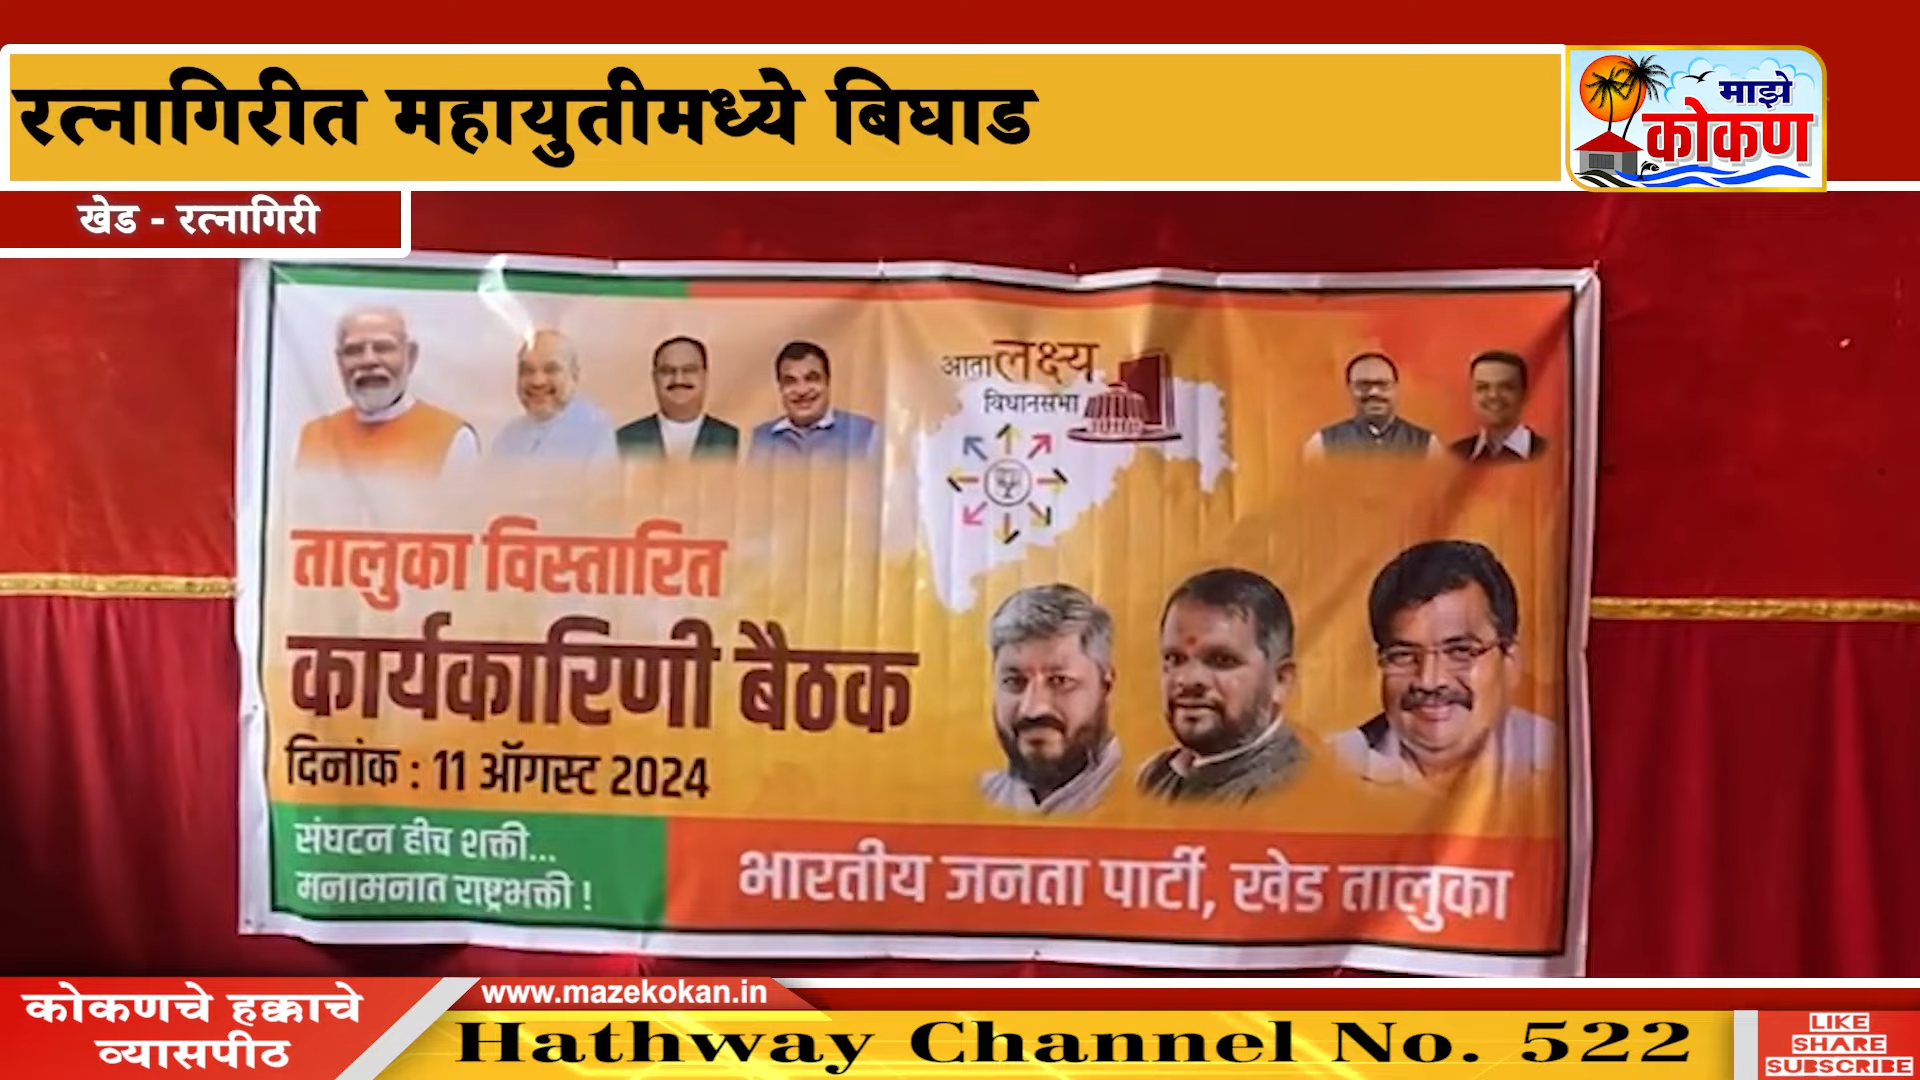 रत्नागिरीत महायुतीमध्ये बिघाड
माझे
कोकण
खेड - रत्नागिरी
आता लक्ष्य
विधानसभा
तालुका विस्तारित
कार्यकारिणी बैठक
दिनांक : 11 ऑगस्ट 2024
संघटन हीच शक्ती...
मनामनात राष्ट्रभक्ती !
भारतीय जनता पार्टी, खेड तालुका
कोकणचे हक्काचे
व्यासपीठ
www.mazekokan.in
Hathway Channel No. 522
LIKE
SHARE
SUBSCRIBE